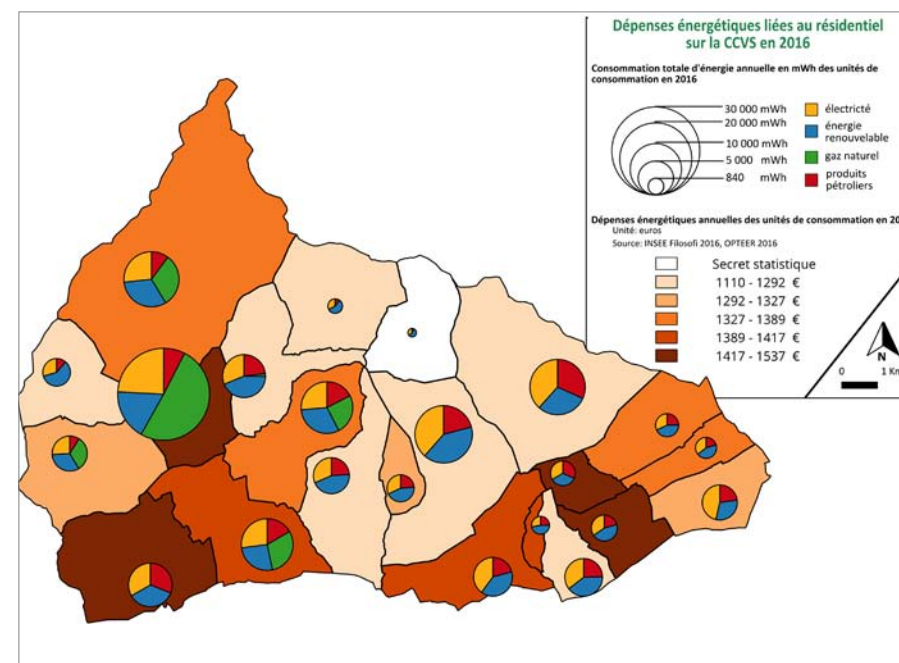 Dépenses énergétiques liées au résidentiel
sur la CCVS en 2016
Consommation totale d'énergie annuelle en mWh des unités de
consommation en 2016
30 000 mWh
20 000 mWh
10 000 mWh
5 000 mWh
840 mWh
électricté
énergie
renouvelable
gaz naturel
produits
pétroliers
Dépenses énergétiques annuelles des unités de consommation en 20
Unité: euros
Source: INSEE Filosofi 2016, OPTEER 2016
Secret statistique
1110 - 1292 €
1292 - 1327 €
1327 - 1389 €
1389 - 1417 €
1417 - 1537 €
N
0 1 Km